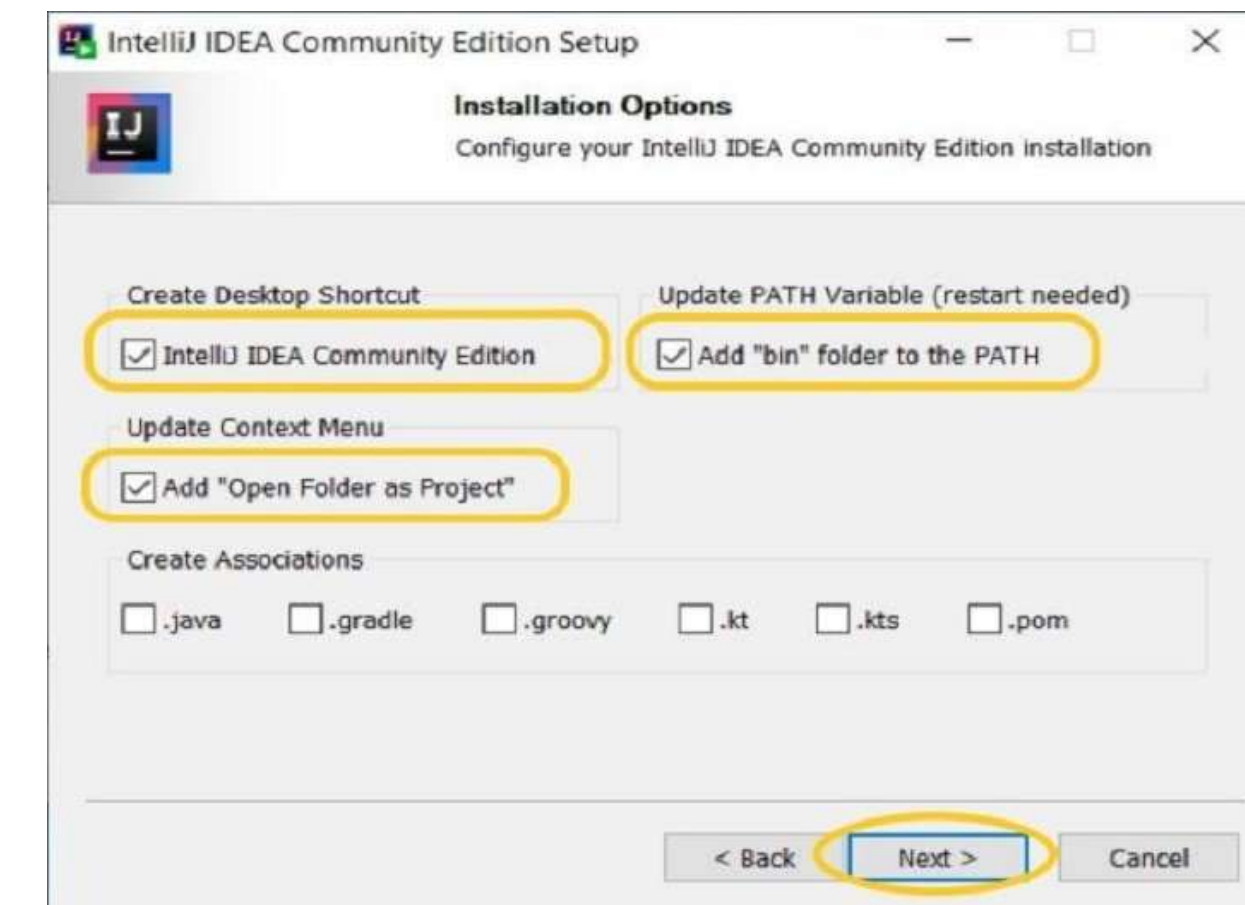 IntelliJ IDEA Community Edition Setup
IJ
Installation Options
Configure your IntelliJ IDEA Community Edition installation
Create Desktop Shortcut
Update PATH Variable (restart needed)
IntelliJ IDEA Community Edition
Add "bin" folder to the PATH
Update Context Menu
Add "Open Folder as Project"
Create Associations
.java .gradle .groovy .kt .kts .pom
< Back Next > Cancel